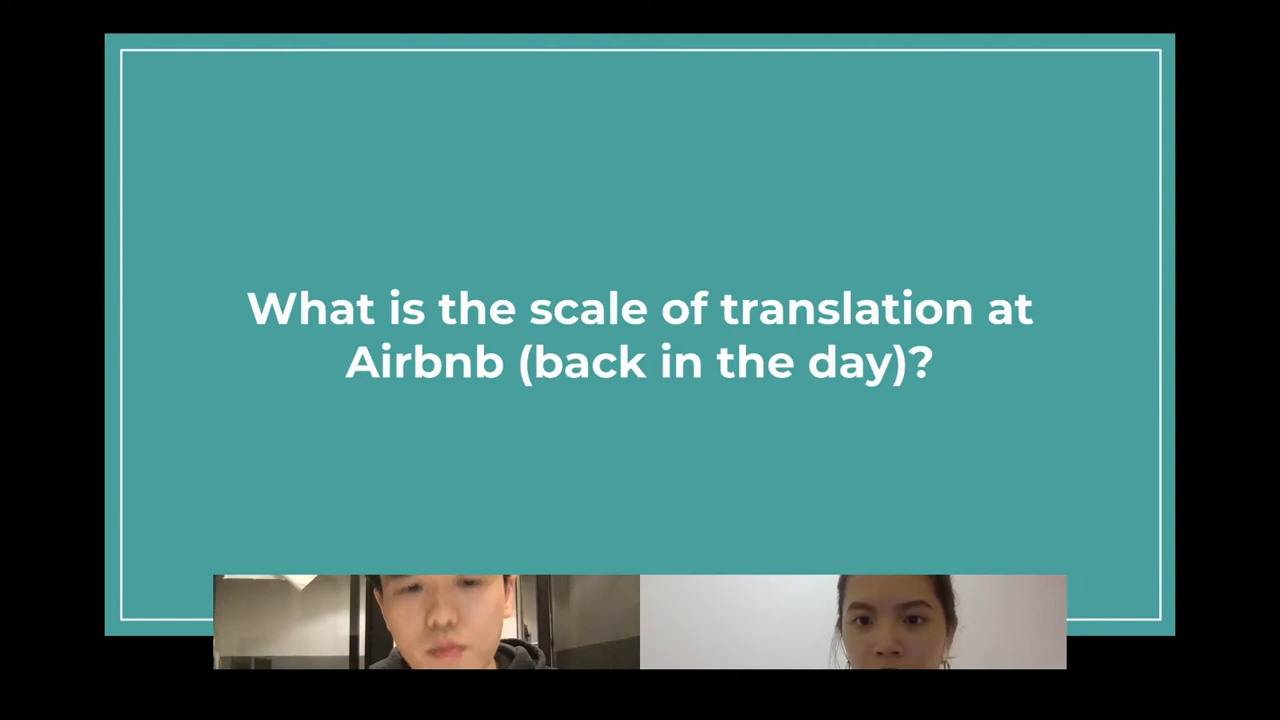 What is the scale of translation at
Airbnb (back in the day)?